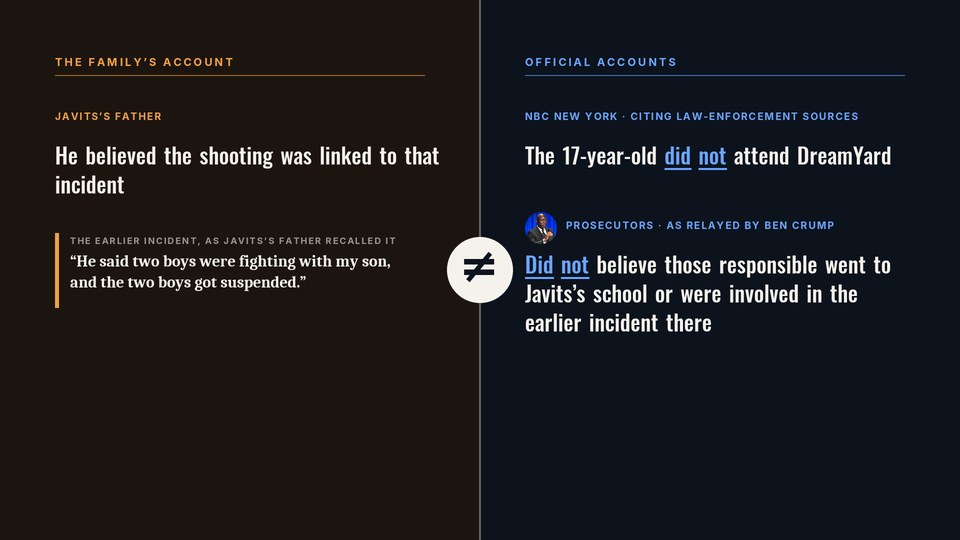 THE FAMILY’S ACCOUNT
JAVITS’S FATHER
He believed the shooting was linked to that
incident
THE EARLIER INCIDENT, AS JAVITS’S FATHER RECALLED IT
“He said two boys were fighting with my son,
and the two boys got suspended.”
≠
OFFICIAL ACCOUNTS
NBC NEW YORK · CITING LAW-ENFORCEMENT SOURCES
The 17-year-old did not attend DreamYard
PROSECUTORS · AS RELAYED BY BEN CRUMP
Did not believe those responsible went to
Javits’s school or were involved in the
earlier incident there